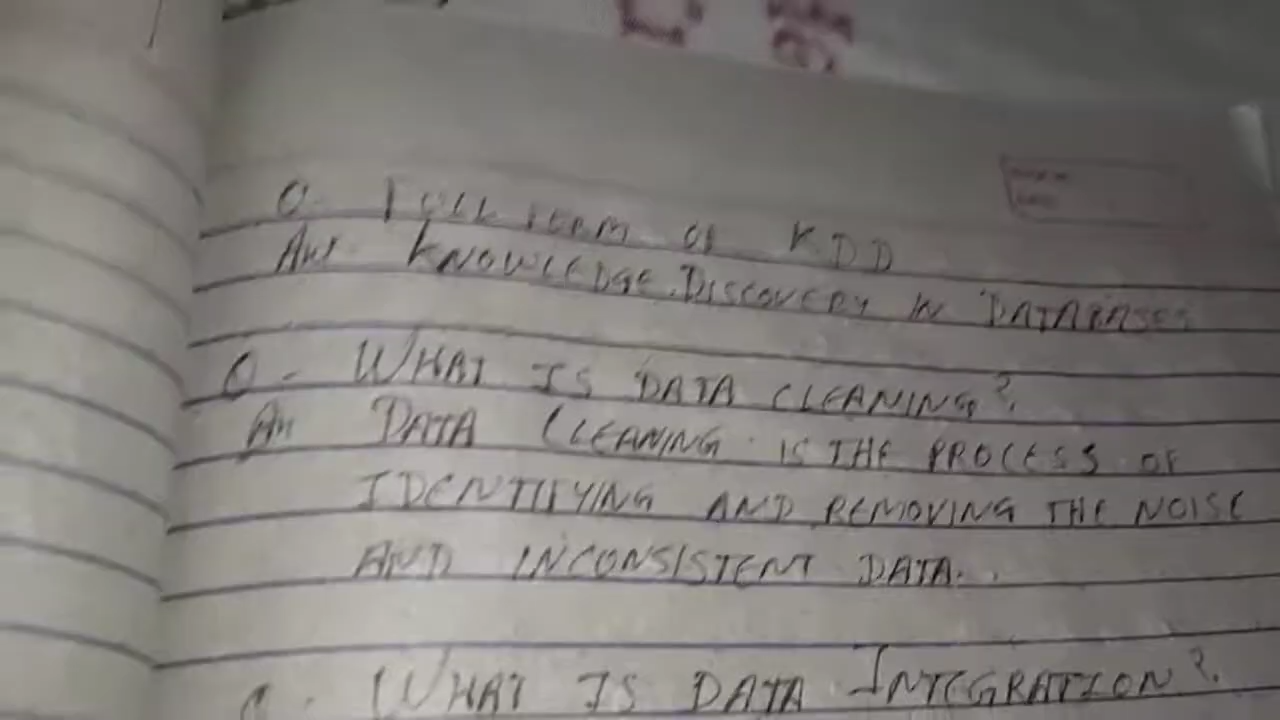 Q. FULL FORM OF KDD
Ans KNOWLEDGE DISCOVERY IN DATABASES
Q. WHAT IS DATA CLEANING?
An DATA CLEANING IS THE PROCESS OF
IDENTIFYING AND REMOVING THE NOISE
AND INCONSISTENT DATA.
Q. WHAT IS DATA INTEGRATION?